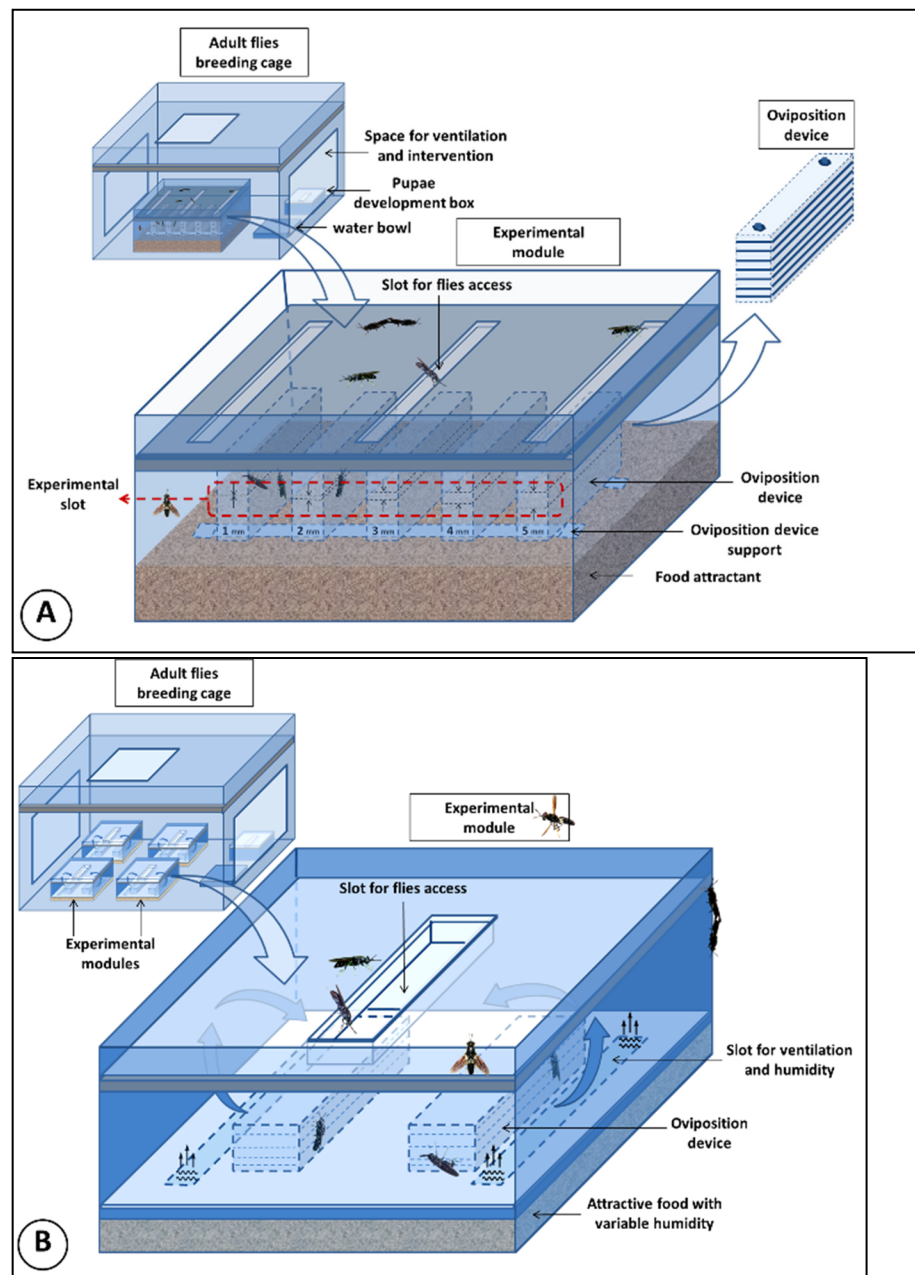 Adult flies
breeding cage
Space for ventilation
and intervention
Pupae
development box
water bowl
Oviposition
device
Experimental
module
Slot for flies access
Experimental
slot
1 mm
2 mm
3 mm
4 mm
5 mm
Oviposition
device
Oviposition device
support
Food attractant
A
Adult flies
breeding cage
Experimental
module
Slot for flies access
Experimental
modules
Slot for ventilation
and humidity
Oviposition
device
Attractive food with
variable humidity
B